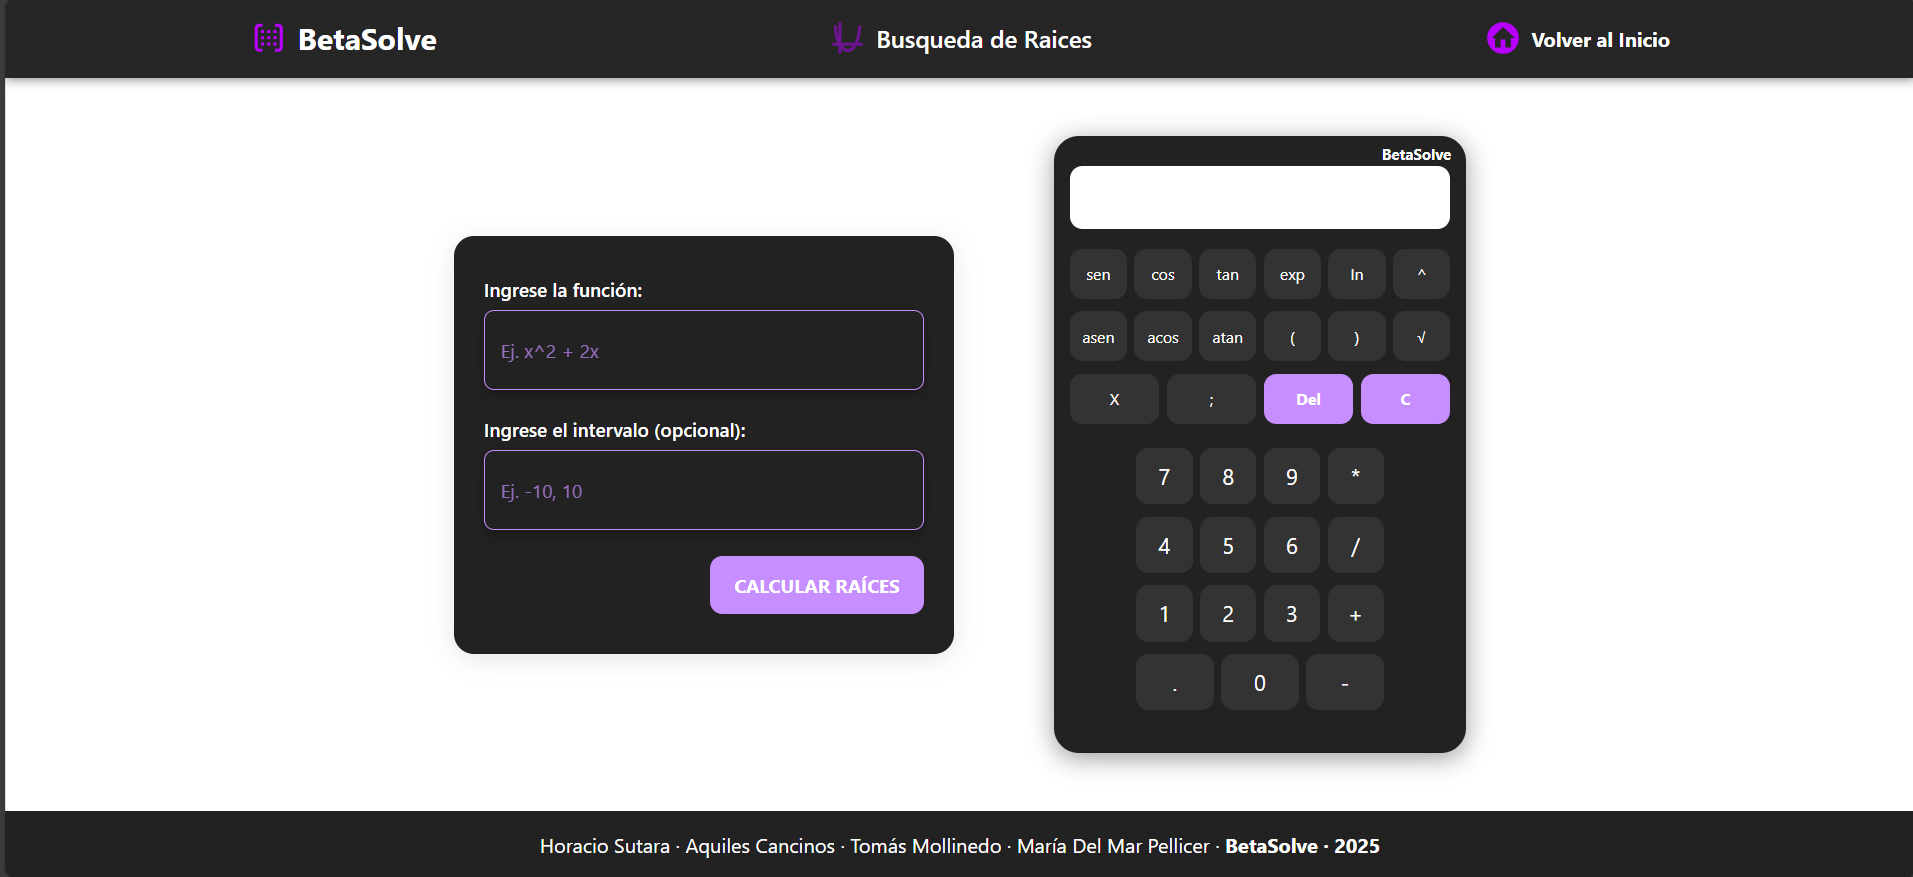 BetaSolve
Busqueda de Raices
Volver al Inicio
Ingrese la función:
Ej. x^2 + 2x
Ingrese el intervalo (opcional):
Ej. -10, 10
CALCULAR RAÍCES
BetaSolve
sen cos tan exp ln ^
asen acos atan ( ) √
X ; Del C
7 8 9 *
4 5 6 /
1 2 3 +
. 0 -
Horacio Sutara · Aquiles Cancinos · Tomás Mollinedo · María Del Mar Pellicer · BetaSolve · 2025